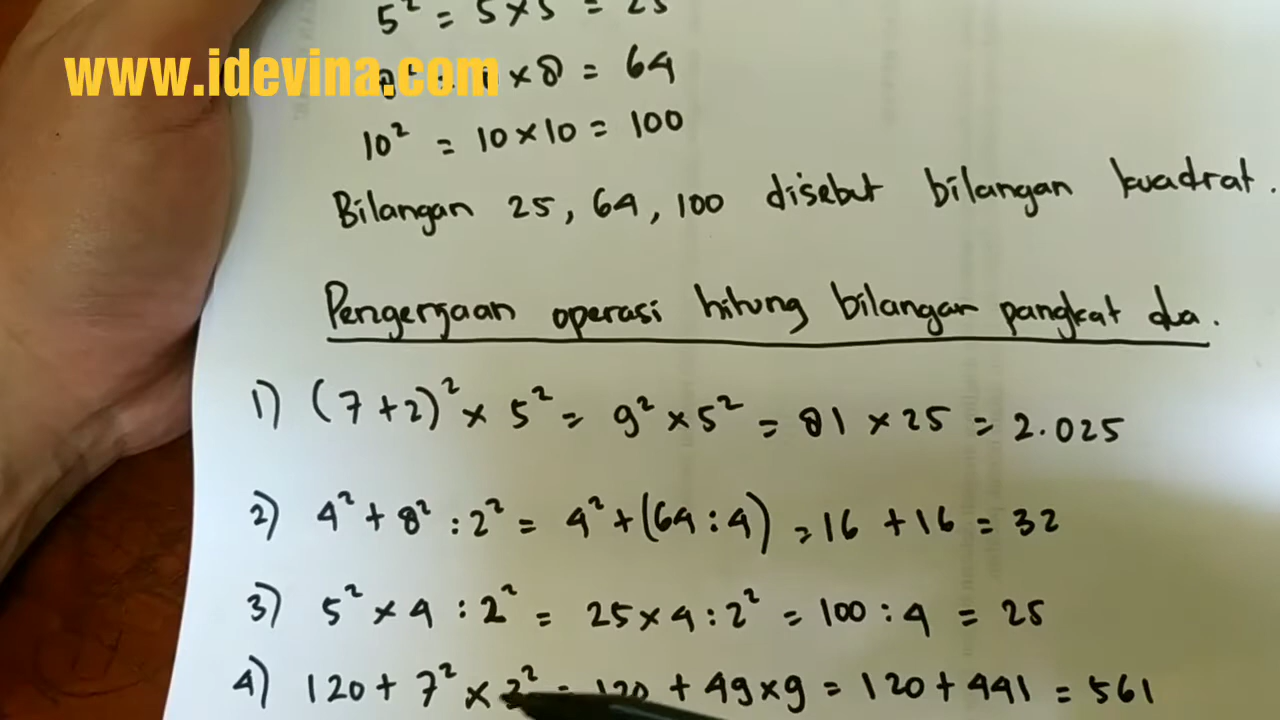 5² = 5 x 5 = 25
www.idevina.com
x 8 = 64
10² = 10 x 10 = 100
Bilangan 25, 64, 100 disebut bilangan kuadrat.
Pengerjaan operasi hitung bilangan pangkat dua.
1) (7 + 2)² x 5² = 9² x 5² = 81 x 25 = 2.025
2) 4² + 8² : 2² = 4² + (64 : 4) = 16 + 16 = 32
3) 5² x 4 : 2² = 25 x 4 : 2² = 100 : 4 = 25
4) 120 + 7² x 3² = 120 + 49 x 9 = 120 + 441 = 561